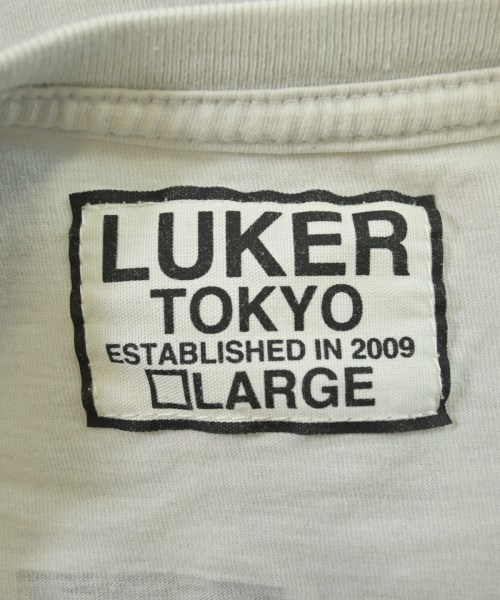 LUKER
TOKYO
ESTABLISHED IN 2009
LARGE